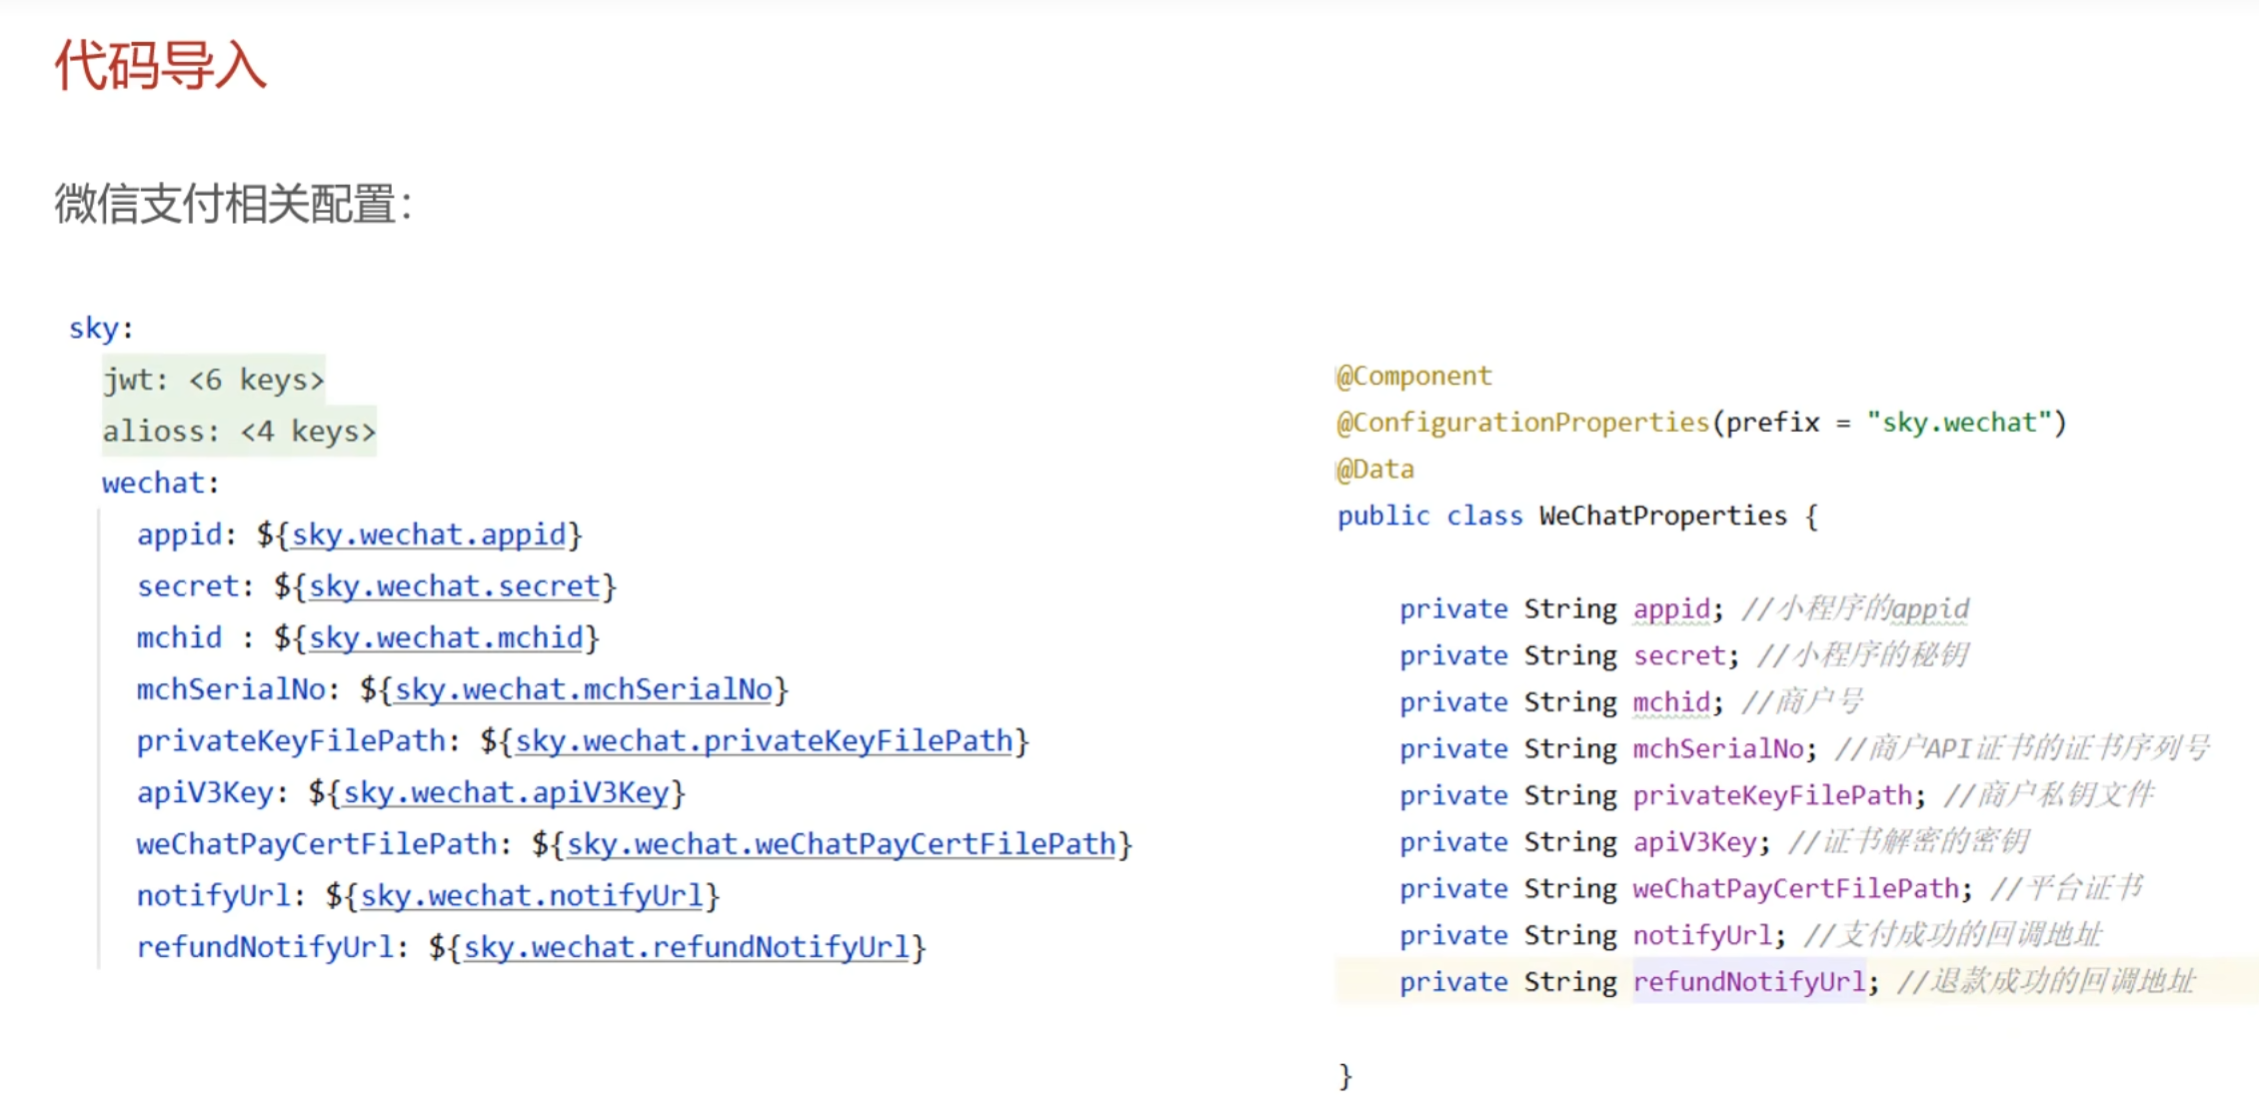 代码导入
微信支付相关配置：
sky:
jwt: <6 keys>
alioss: <4 keys>
wechat:
appid: ${sky.wechat.appid}
secret: ${sky.wechat.secret}
mchid : ${sky.wechat.mchid}
mchSerialNo: ${sky.wechat.mchSerialNo}
privateKeyFilePath: ${sky.wechat.privateKeyFilePath}
apiV3Key: ${sky.wechat.apiV3Key}
weChatPayCertFilePath: ${sky.wechat.weChatPayCertFilePath}
notifyUrl: ${sky.wechat.notifyUrl}
refundNotifyUrl: ${sky.wechat.refundNotifyUrl}
@Component
@ConfigurationProperties(prefix = "sky.wechat")
@Data
public class WeChatProperties {
private String appid; //小程序的appid
private String secret; //小程序的秘钥
private String mchid; //商户号
private String mchSerialNo; //商户API证书的证书序列号
private String privateKeyFilePath; //商户私钥文件
private String apiV3Key; //证书解密的密钥
private String weChatPayCertFilePath; //平台证书
private String notifyUrl; //支付成功的回调地址
private String refundNotifyUrl; //退款成功的回调地址
}